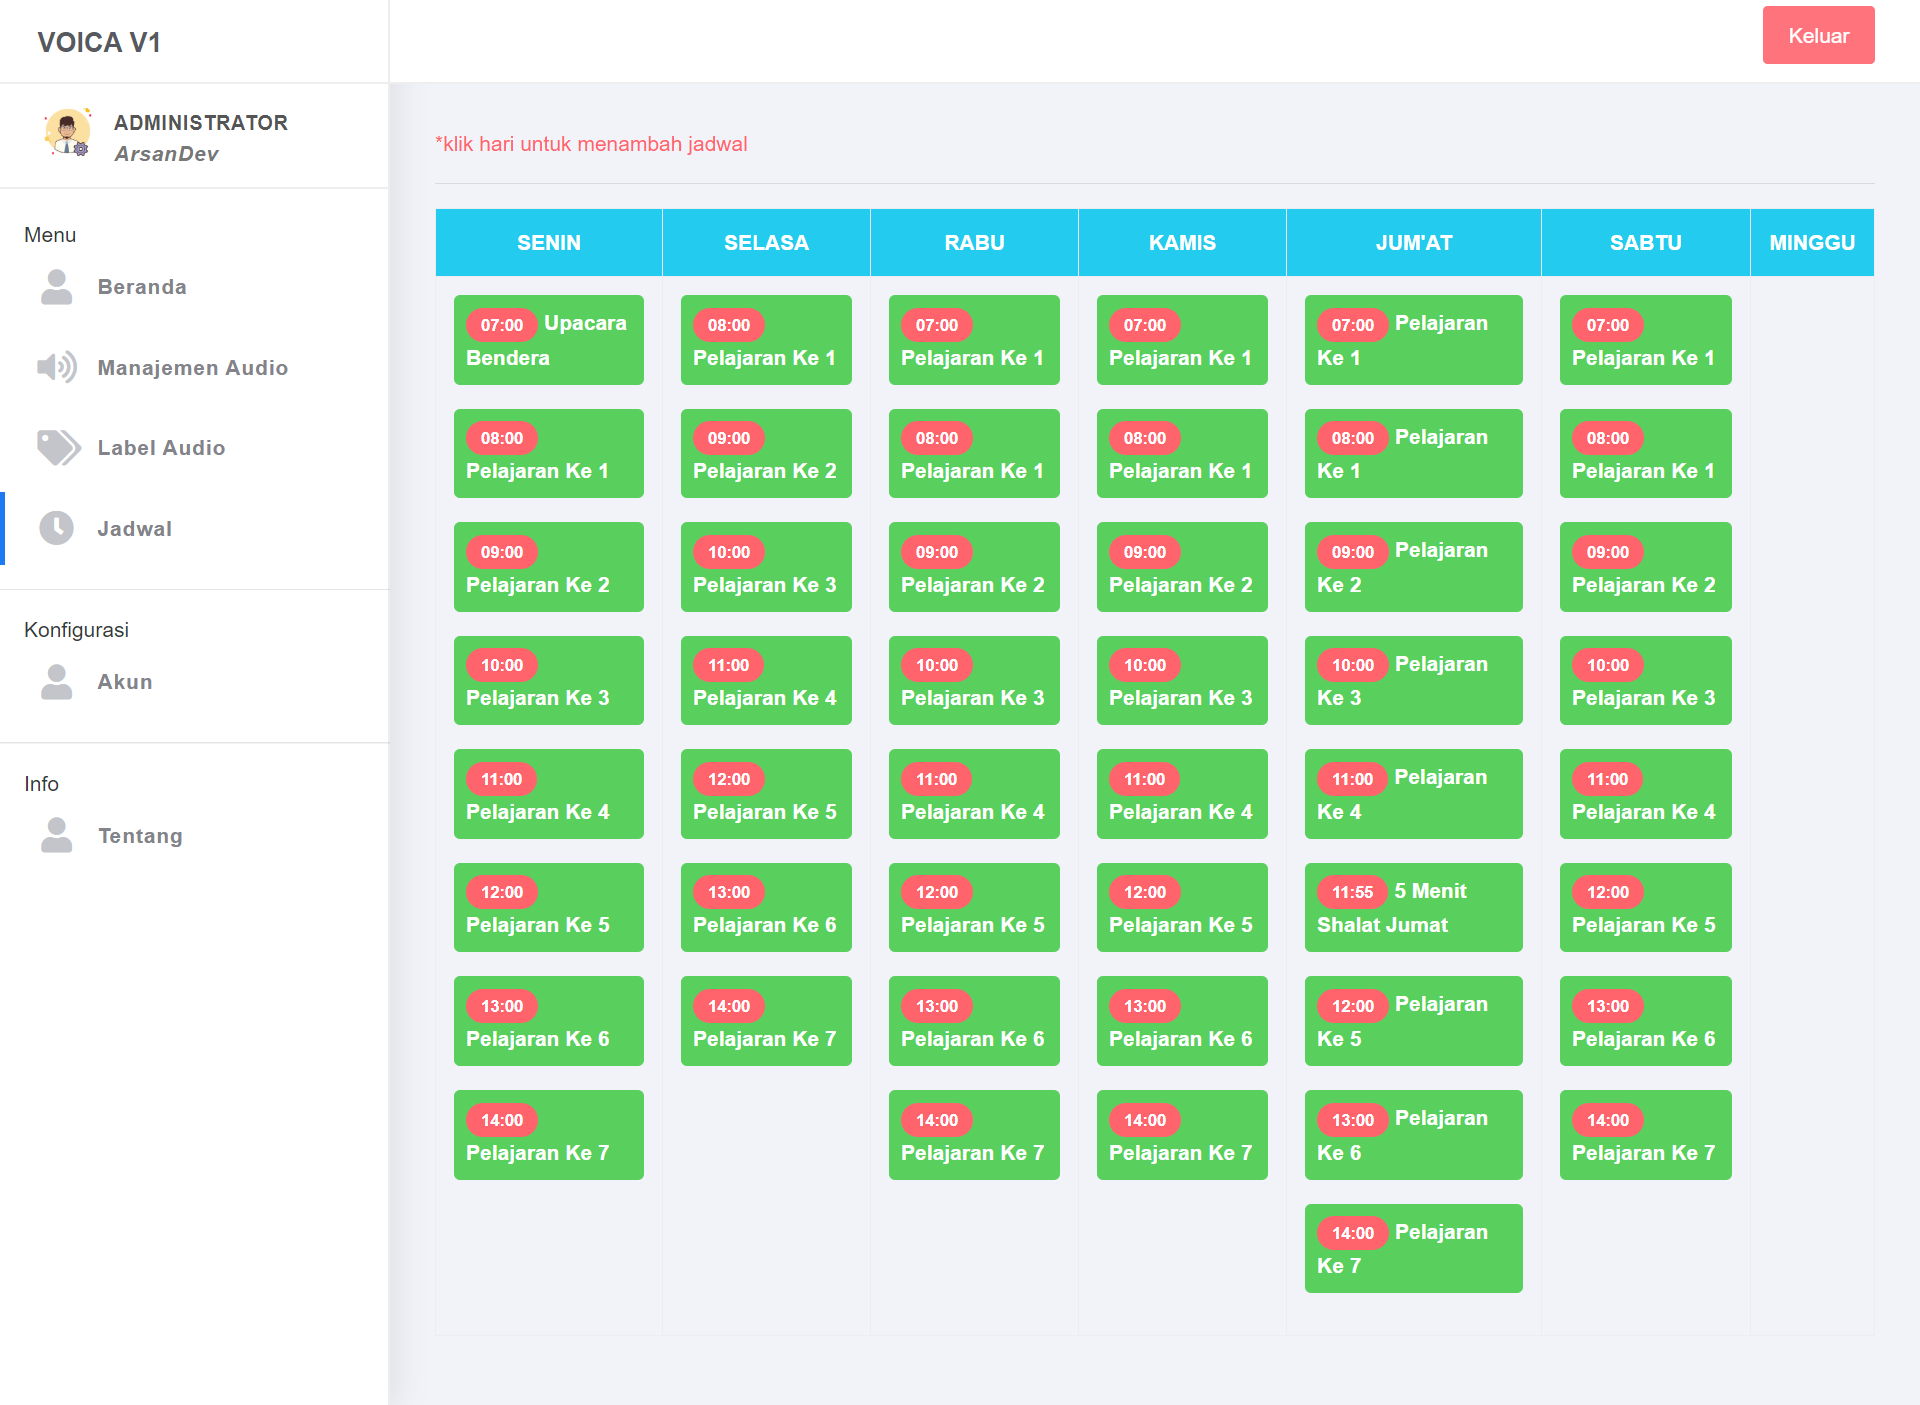 VOICA V1
Keluar
ADMINISTRATOR
ArsanDev
Menu
Beranda
Manajemen Audio
Label Audio
Jadwal
Konfigurasi
Akun
Info
Tentang
*klik hari untuk menambah jadwal
SENIN
07:00 Upacara
Bendera
08:00
Pelajaran Ke 1
09:00
Pelajaran Ke 2
10:00
Pelajaran Ke 3
11:00
Pelajaran Ke 4
12:00
Pelajaran Ke 5
13:00
Pelajaran Ke 6
14:00
Pelajaran Ke 7
SELASA
08:00
Pelajaran Ke 1
09:00
Pelajaran Ke 2
10:00
Pelajaran Ke 3
11:00
Pelajaran Ke 4
12:00
Pelajaran Ke 5
13:00
Pelajaran Ke 6
14:00
Pelajaran Ke 7
RABU
07:00
Pelajaran Ke 1
08:00
Pelajaran Ke 1
09:00
Pelajaran Ke 2
10:00
Pelajaran Ke 3
11:00
Pelajaran Ke 4
12:00
Pelajaran Ke 5
13:00
Pelajaran Ke 6
14:00
Pelajaran Ke 7
KAMIS
07:00
Pelajaran Ke 1
08:00
Pelajaran Ke 1
09:00
Pelajaran Ke 2
10:00
Pelajaran Ke 3
11:00
Pelajaran Ke 4
12:00
Pelajaran Ke 5
13:00
Pelajaran Ke 6
14:00
Pelajaran Ke 7
JUM'AT
07:00 Pelajaran
Ke 1
08:00 Pelajaran
Ke 1
09:00 Pelajaran
Ke 2
10:00 Pelajaran
Ke 3
11:00 Pelajaran
Ke 4
11:55 5 Menit
Shalat Jumat
12:00 Pelajaran
Ke 5
13:00 Pelajaran
Ke 6
14:00 Pelajaran
Ke 7
SABTU
07:00
Pelajaran Ke 1
08:00
Pelajaran Ke 1
09:00
Pelajaran Ke 2
10:00
Pelajaran Ke 3
11:00
Pelajaran Ke 4
12:00
Pelajaran Ke 5
13:00
Pelajaran Ke 6
14:00
Pelajaran Ke 7
MINGGU